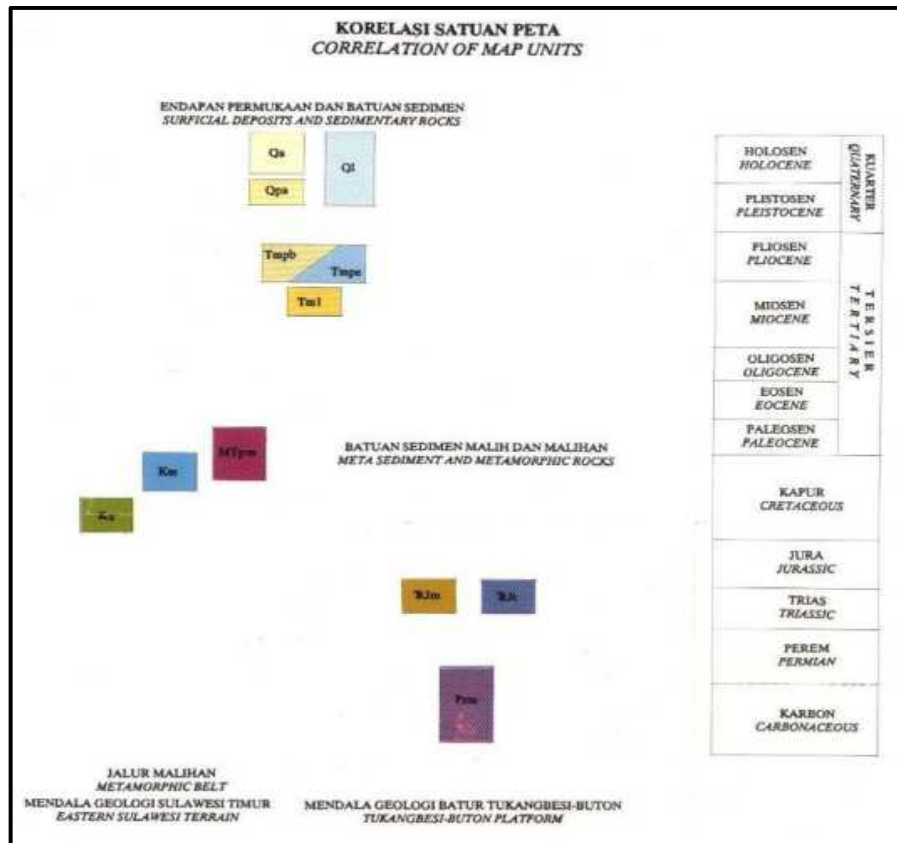 KORELASI SATUAN PETA
CORRELATION OF MAP UNITS
ENDAPAN PERMUKAAN DAN BATUAN SEDIMEN
SURFICIAL DEPOSITS AND SEDIMENTARY ROCKS
Qa
Ql
Qpa
Tmpb
Tmpe
Tm1
MTpm
Km
BATUAN SEDIMEN MALIH DAN MALIHAN
META SEDIMENT AND METAMORPHIC ROCKS
JALUR MALIHAN
METAMORPHIC BELT
MENDALA GEOLOGI SULAWESI TIMUR
EASTERN SULAWESI TERRAIN
MENDALA GEOLOGI BATUR TUKANGBESI-BUTON
TUKANGBESI-BUTON PLATFORM
HOLOSEN
HOLOCENE
PLISTOSEN
PLEISTOCENE
KUARTER
QUATERNARY
PLIOSEN
PLIOCENE
MIOSEN
MIOCENE
OLIGOSEN
OLIGOCENE
EOSEN
EOCENE
PALEOSEN
PALEOCENE
TERSIER
TERTIARY
KAPUR
CRETACEOUS
JURA
JURASSIC
TRIAS
TRIASSIC
PEREM
PERMIAN
KARBON
CARBONACEOUS